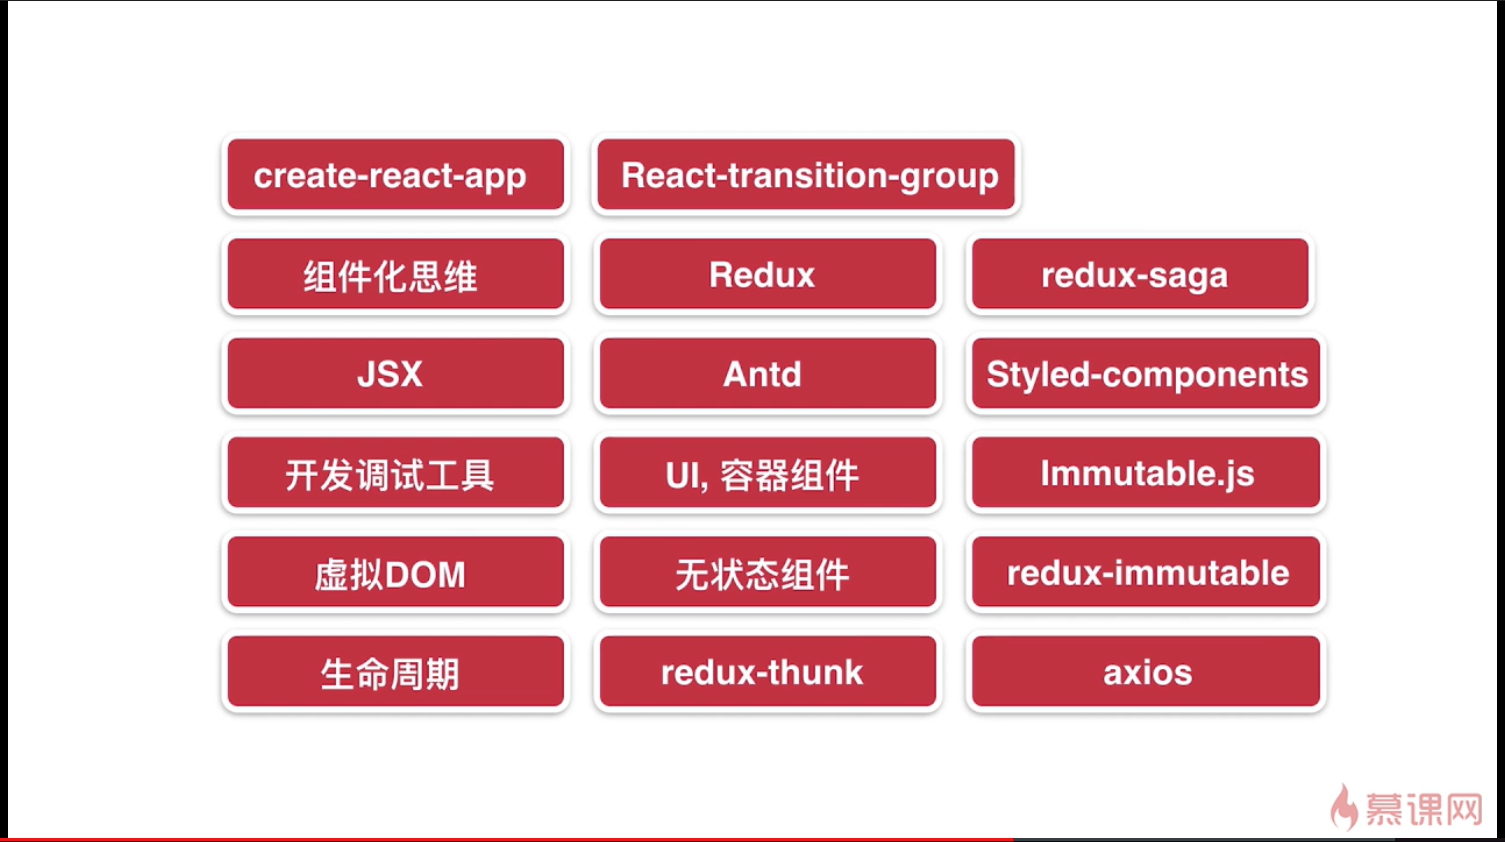 create-react-app
React-transition-group
组件化思维
Redux
redux-saga
JSX
Antd
Styled-components
开发调试工具
UI, 容器组件
Immutable.js
虚拟DOM
无状态组件
redux-immutable
生命周期
redux-thunk
axios
慕课网